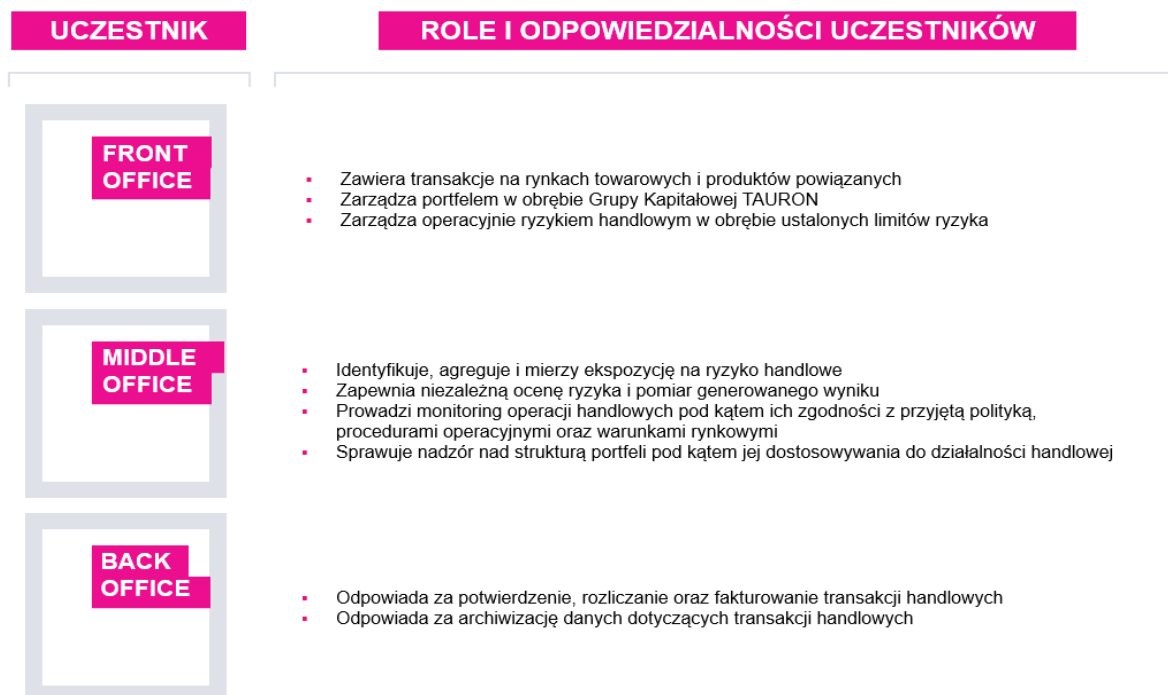 UCZESTNIK
ROLE I ODPOWIEDZIALNOŚCI UCZESTNIKÓW
FRONT
OFFICE
▪ Zawiera transakcje na rynkach towarowych i produktów powiązanych
▪ Zarządza portfelem w obrębie Grupy Kapitałowej TAURON
▪ Zarządza operacyjnie ryzykiem handlowym w obrębie ustalonych limitów ryzyka
MIDDLE
OFFICE
▪ Identyfikuje, agreguje i mierzy ekspozycję na ryzyko handlowe
▪ Zapewnia niezależną ocenę ryzyka i pomiar generowanego wyniku
▪ Prowadzi monitoring operacji handlowych pod kątem ich zgodności z przyjętą polityką,
procedurami operacyjnymi oraz warunkami rynkowymi
▪ Sprawuje nadzór nad strukturą portfeli pod kątem jej dostosowywania do działalności handlowej
BACK
OFFICE
▪ Odpowiada za potwierdzenie, rozliczanie oraz fakturowanie transakcji handlowych
▪ Odpowiada za archiwizację danych dotyczących transakcji handlowych